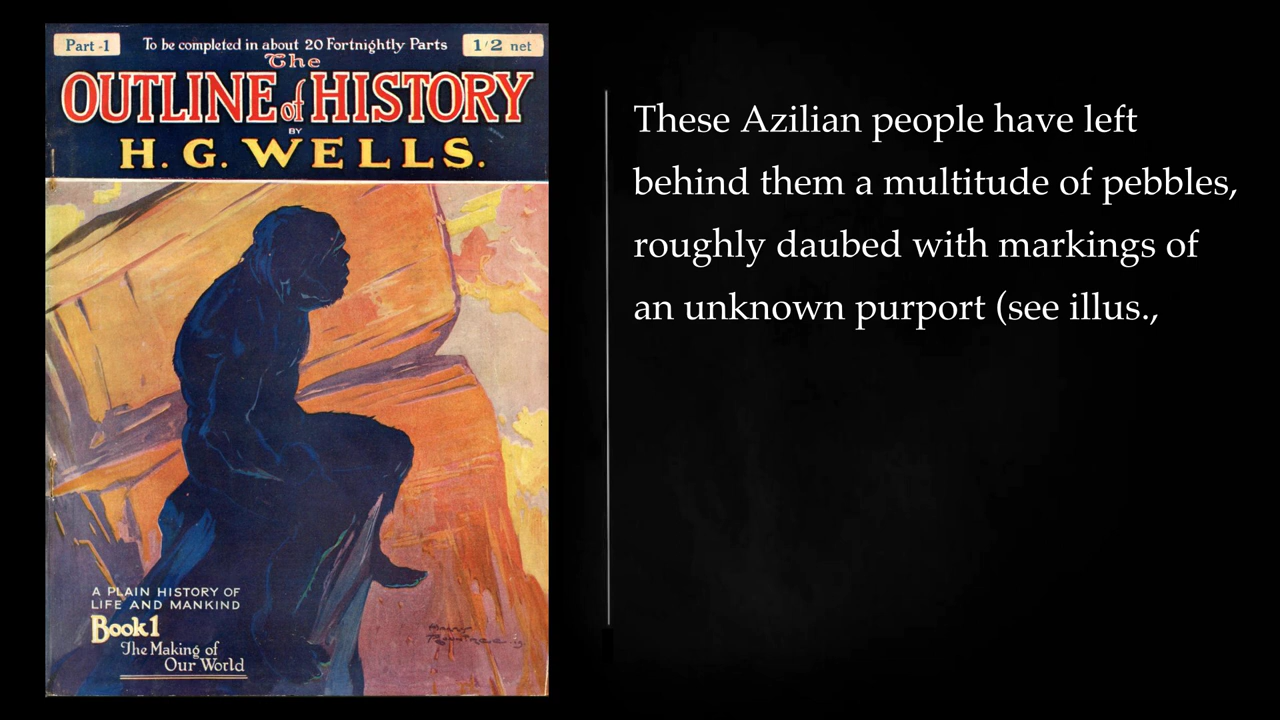 Part -1
To be completed in about 20 Fortnightly Parts
1/2 net
The
OUTLINE of HISTORY
BY
H. G. WELLS.
A PLAIN HISTORY OF
LIFE AND MANKIND
Book 1
The Making of
Our World
These Azilian people have left
behind them a multitude of pebbles,
roughly daubed with markings of
an unknown purport (see illus.,